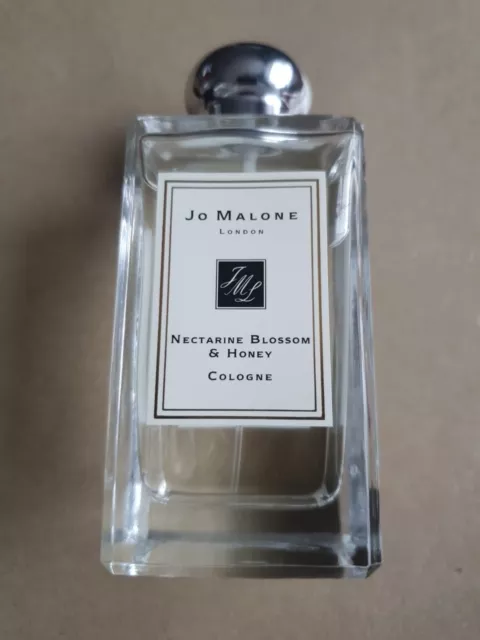 Jo Malone
London
JML
Nectarine Blossom
& Honey
Cologne